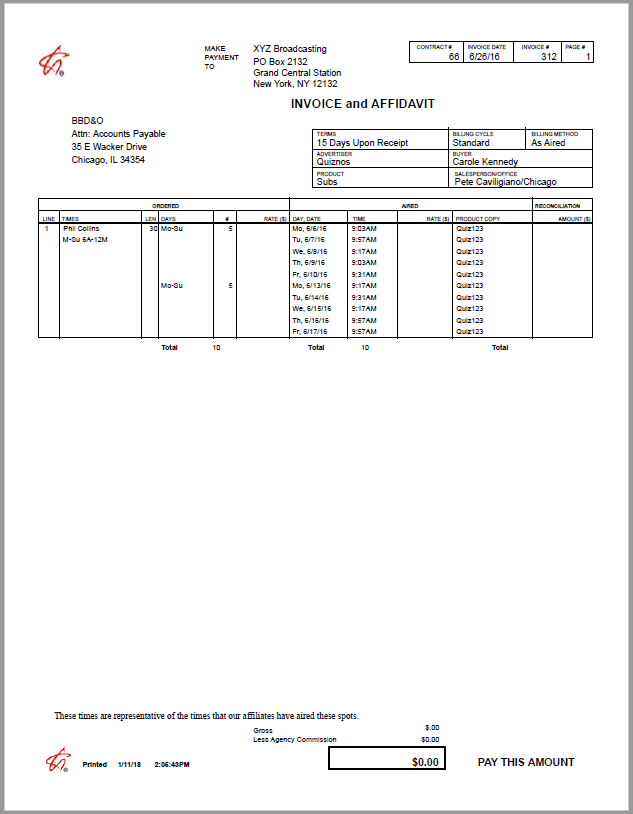 MAKE PAYMENT TO
XYZ Broadcasting
PO Box 2132
Grand Central Station
New York, NY 12132
CONTRACT # INVOICE DATE INVOICE # PAGE #
66 6/26/16 312 1
INVOICE and AFFIDAVIT
BBD&O
Attn: Accounts Payable
35 E Wacker Drive
Chicago, IL 34354
TERMS BILLING CYCLE BILLING METHOD
15 Days Upon Receipt Standard As Aired
ADVERTISER BUYER
Quiznos Carole Kennedy
PRODUCT SALESPERSON/OFFICE
Subs Pete Caviligiano/Chicago
ORDERED AIRED RECONCILIATION
LINE TIMES LEN DAYS # RATE ($) DAY, DATE TIME RATE ($) PRODUCT COPY AMOUNT ($)
1 Phil Collins 30 Mo-Su 5 Mo, 6/6/16 9:03AM Quiz123
M-Su 6A-12M Tu, 6/7/16 9:57AM Quiz123
We, 6/8/16 9:17AM Quiz123
Th, 6/9/16 9:03AM Quiz123
Fr, 6/10/16 9:31AM Quiz123
Mo-Su 5 Mo, 6/13/16 9:17AM Quiz123
Tu, 6/14/16 9:31AM Quiz123
We, 6/15/16 9:17AM Quiz123
Th, 6/16/16 9:57AM Quiz123
Fr, 6/17/16 9:57AM Quiz123
Total 10 Total 10 Total
These times are representative of the times that our affiliates have aired these spots.
Gross $.00
Less Agency Commission $0.00
Printed 1/11/18 2:05:43PM
$0.00 PAY THIS AMOUNT